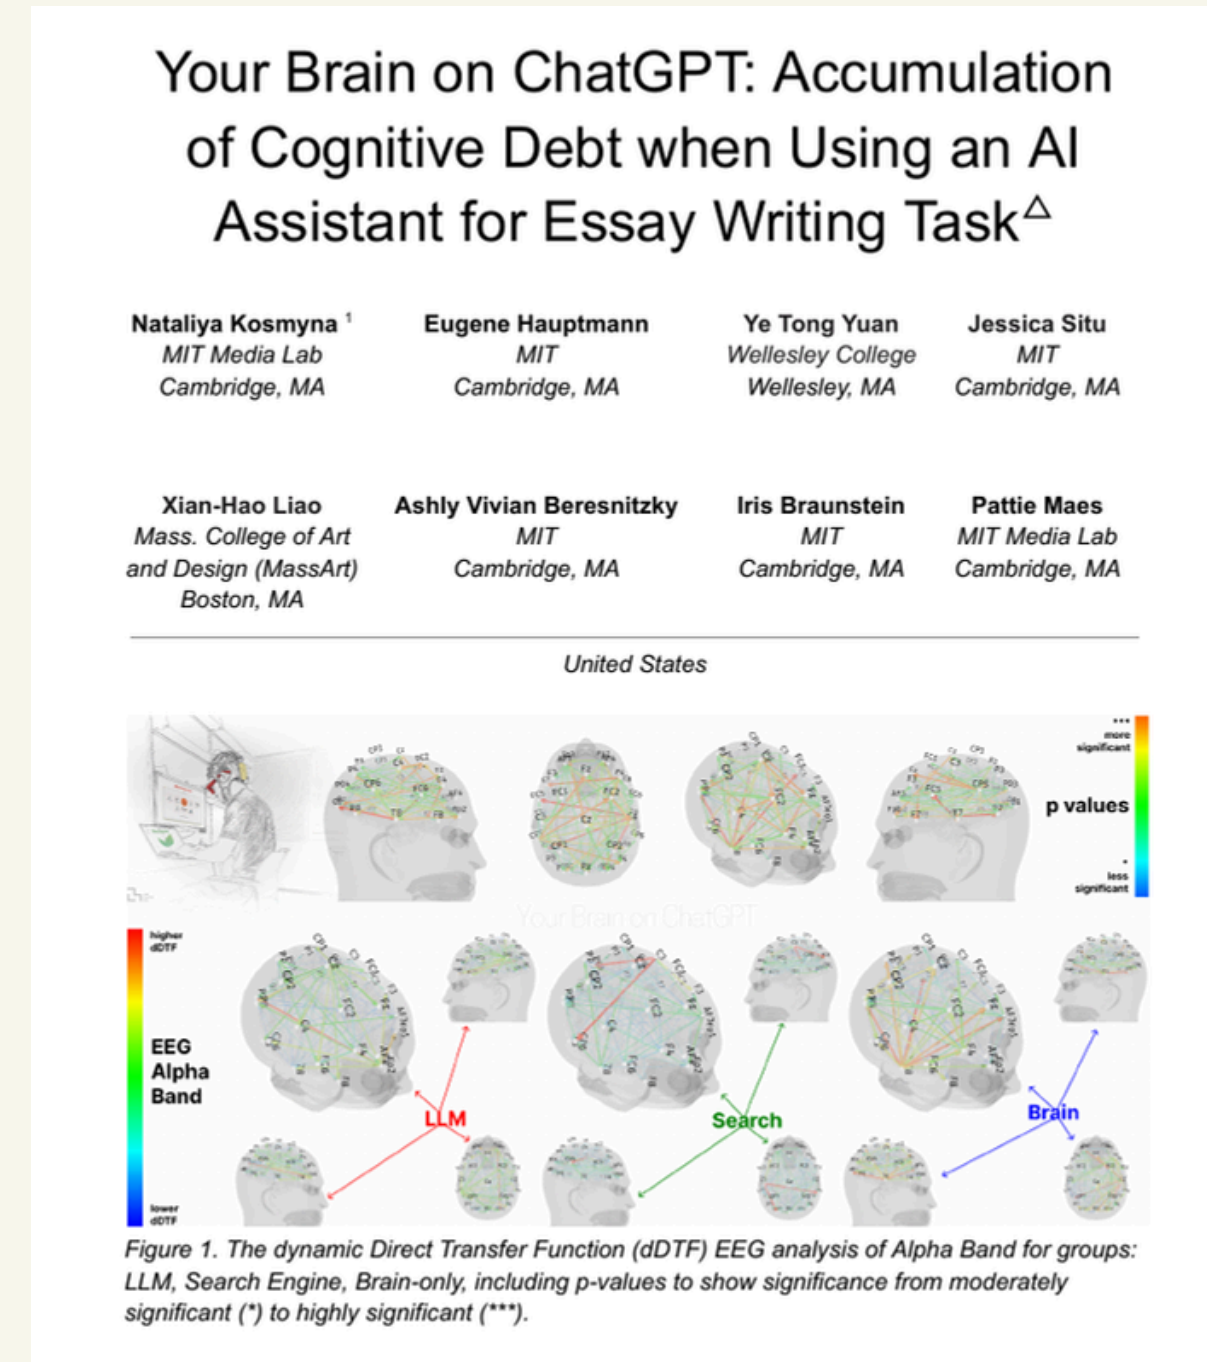 Your Brain on ChatGPT: Accumulation
of Cognitive Debt when Using an AI
Assistant for Essay Writing Task△
Nataliya Kosmyna 1
MIT Media Lab
Cambridge, MA
Eugene Hauptmann
MIT
Cambridge, MA
Ye Tong Yuan
Wellesley College
Wellesley, MA
Jessica Situ
MIT
Cambridge, MA
Xian-Hao Liao
Mass. College of Art
and Design (MassArt)
Boston, MA
Ashly Vivian Beresnitzky
MIT
Cambridge, MA
Iris Braunstein
MIT
Cambridge, MA
Pattie Maes
MIT Media Lab
Cambridge, MA
United States
***
more
significant
p values
*
less
significant
Your Brain on ChatGPT
higher
dDTF
EEG
Alpha
Band
lower
dDTF
LLM
Search
Brain
Figure 1. The dynamic Direct Transfer Function (dDTF) EEG analysis of Alpha Band for groups:
LLM, Search Engine, Brain-only, including p-values to show significance from moderately
significant (*) to highly significant (***).